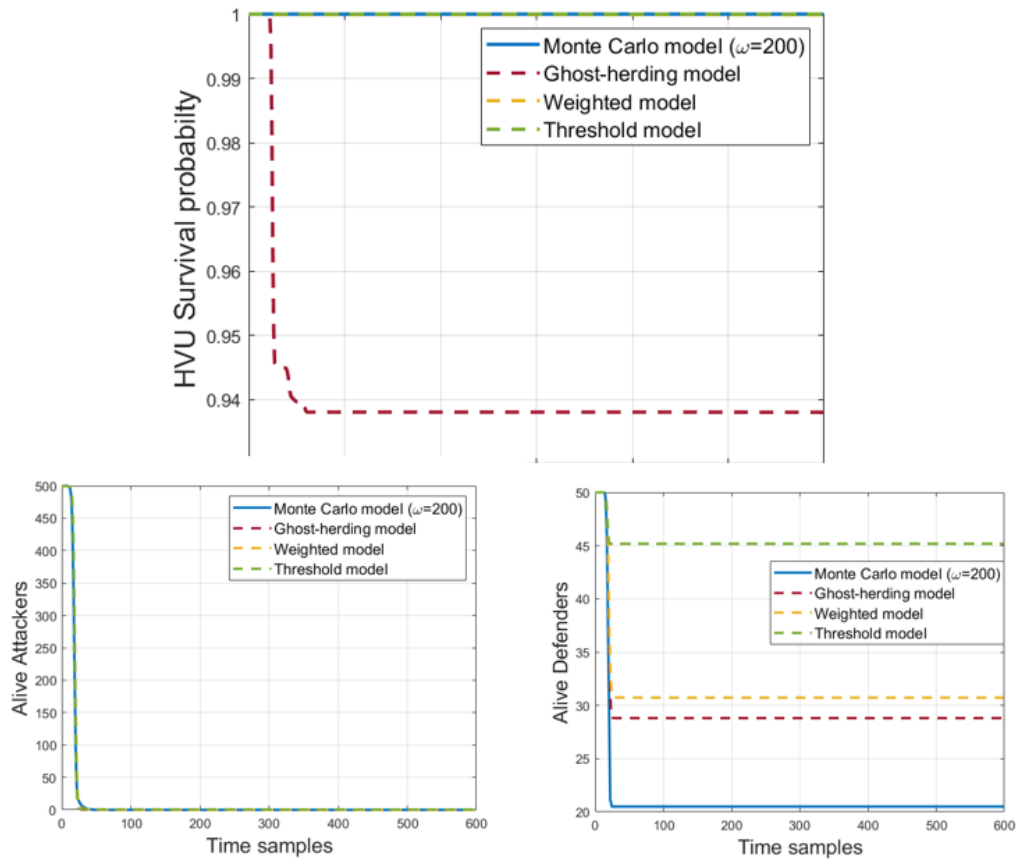 HVU Survival probabilty
1
0.99
0.98
0.97
0.96
0.95
0.94
Monte Carlo model (ω=200)
Ghost-herding model
Weighted model
Threshold model
Alive Attackers
500
450
400
350
300
250
200
150
100
50
0
0 100 200 300 400 500 600
Time samples
Monte Carlo model (ω=200)
Ghost-herding model
Weighted model
Threshold model
Alive Defenders
50
45
40
35
30
25
20
0 100 200 300 400 500 600
Time samples
Monte Carlo model (ω=200)
Ghost-herding model
Weighted model
Threshold model